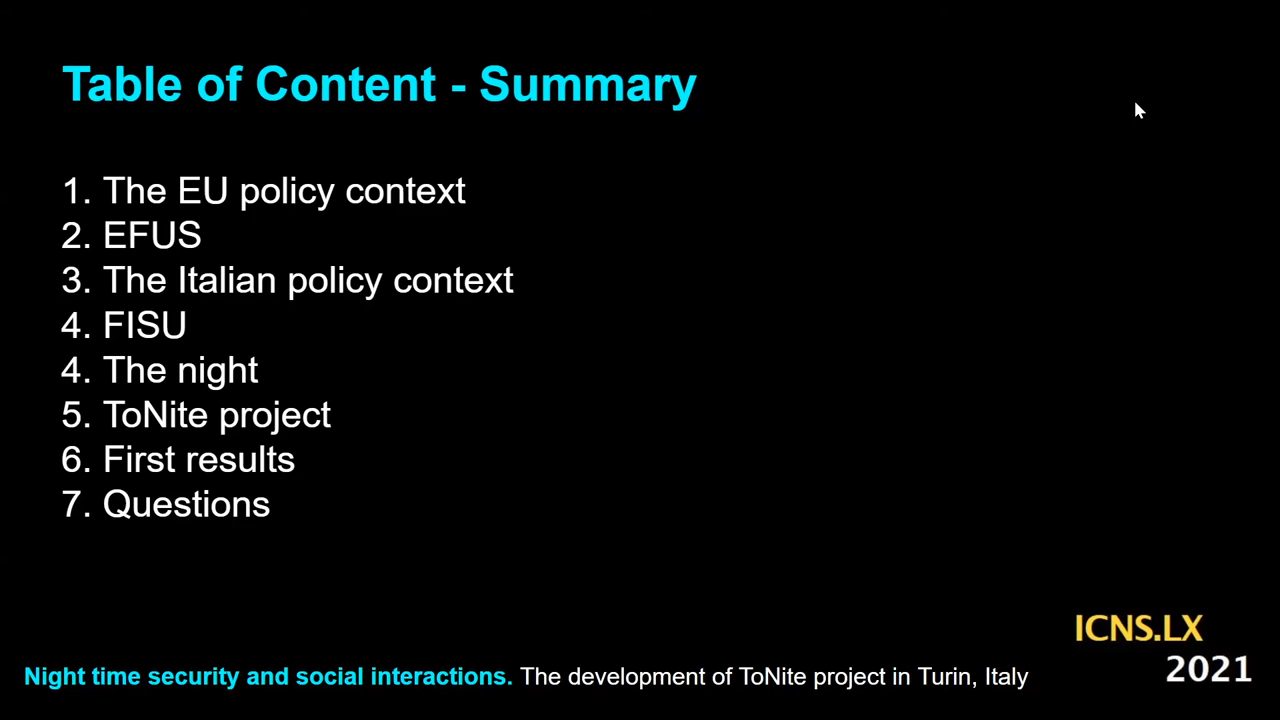 Table of Content - Summary
1. The EU policy context
2. EFUS
3. The Italian policy context
4. FISU
4. The night
5. ToNite project
6. First results
7. Questions
ICNS.LX
2021
Night time security and social interactions. The development of ToNite project in Turin, Italy